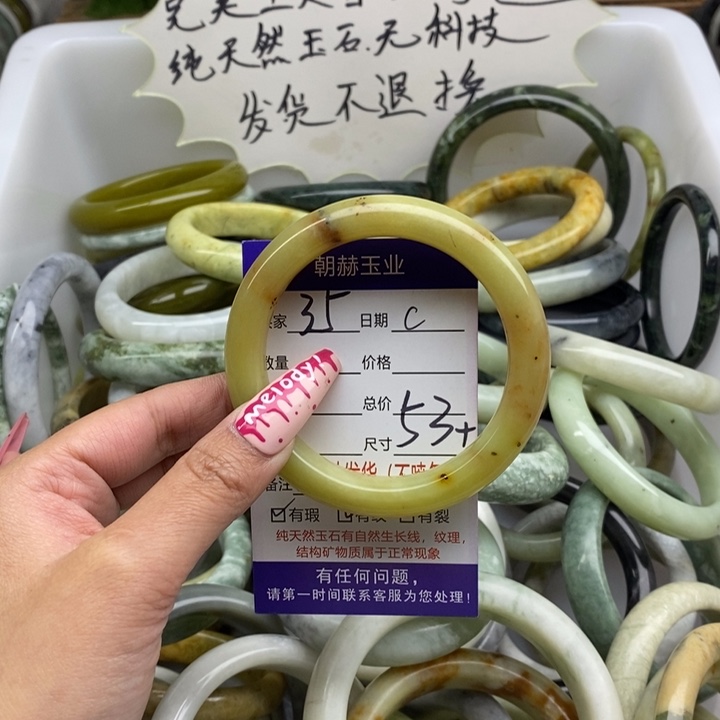 纯天然玉石.无科技
发货不退换
朝赫玉业
家 35 日期 C
数量 价格
总价
尺寸 53+
melody!
备注
有瑕 有纹 有裂
纯天然玉石有自然生长线，纹理，
结构矿物质属于正常现象
有任何问题，
请第一时间联系客服为您处理！